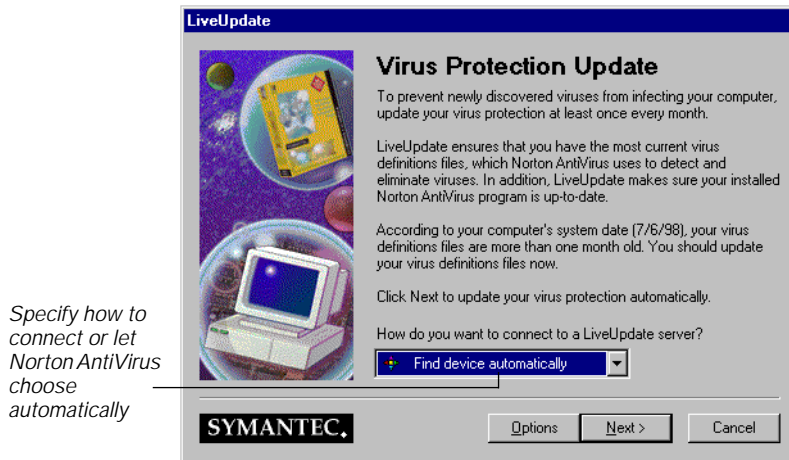 LiveUpdate
Virus Protection Update
To prevent newly discovered viruses from infecting your computer,
update your virus protection at least once every month.
LiveUpdate ensures that you have the most current virus
definitions files, which Norton AntiVirus uses to detect and
eliminate viruses. In addition, LiveUpdate makes sure your installed
Norton AntiVirus program is up-to-date.
According to your computer's system date (7/6/98), your virus
definitions files are more than one month old. You should update
your virus definitions files now.
Click Next to update your virus protection automatically.
How do you want to connect to a LiveUpdate server?
Find device automatically
Specify how to
connect or let
Norton AntiVirus
choose
automatically
SYMANTEC.
Options
Next >
Cancel